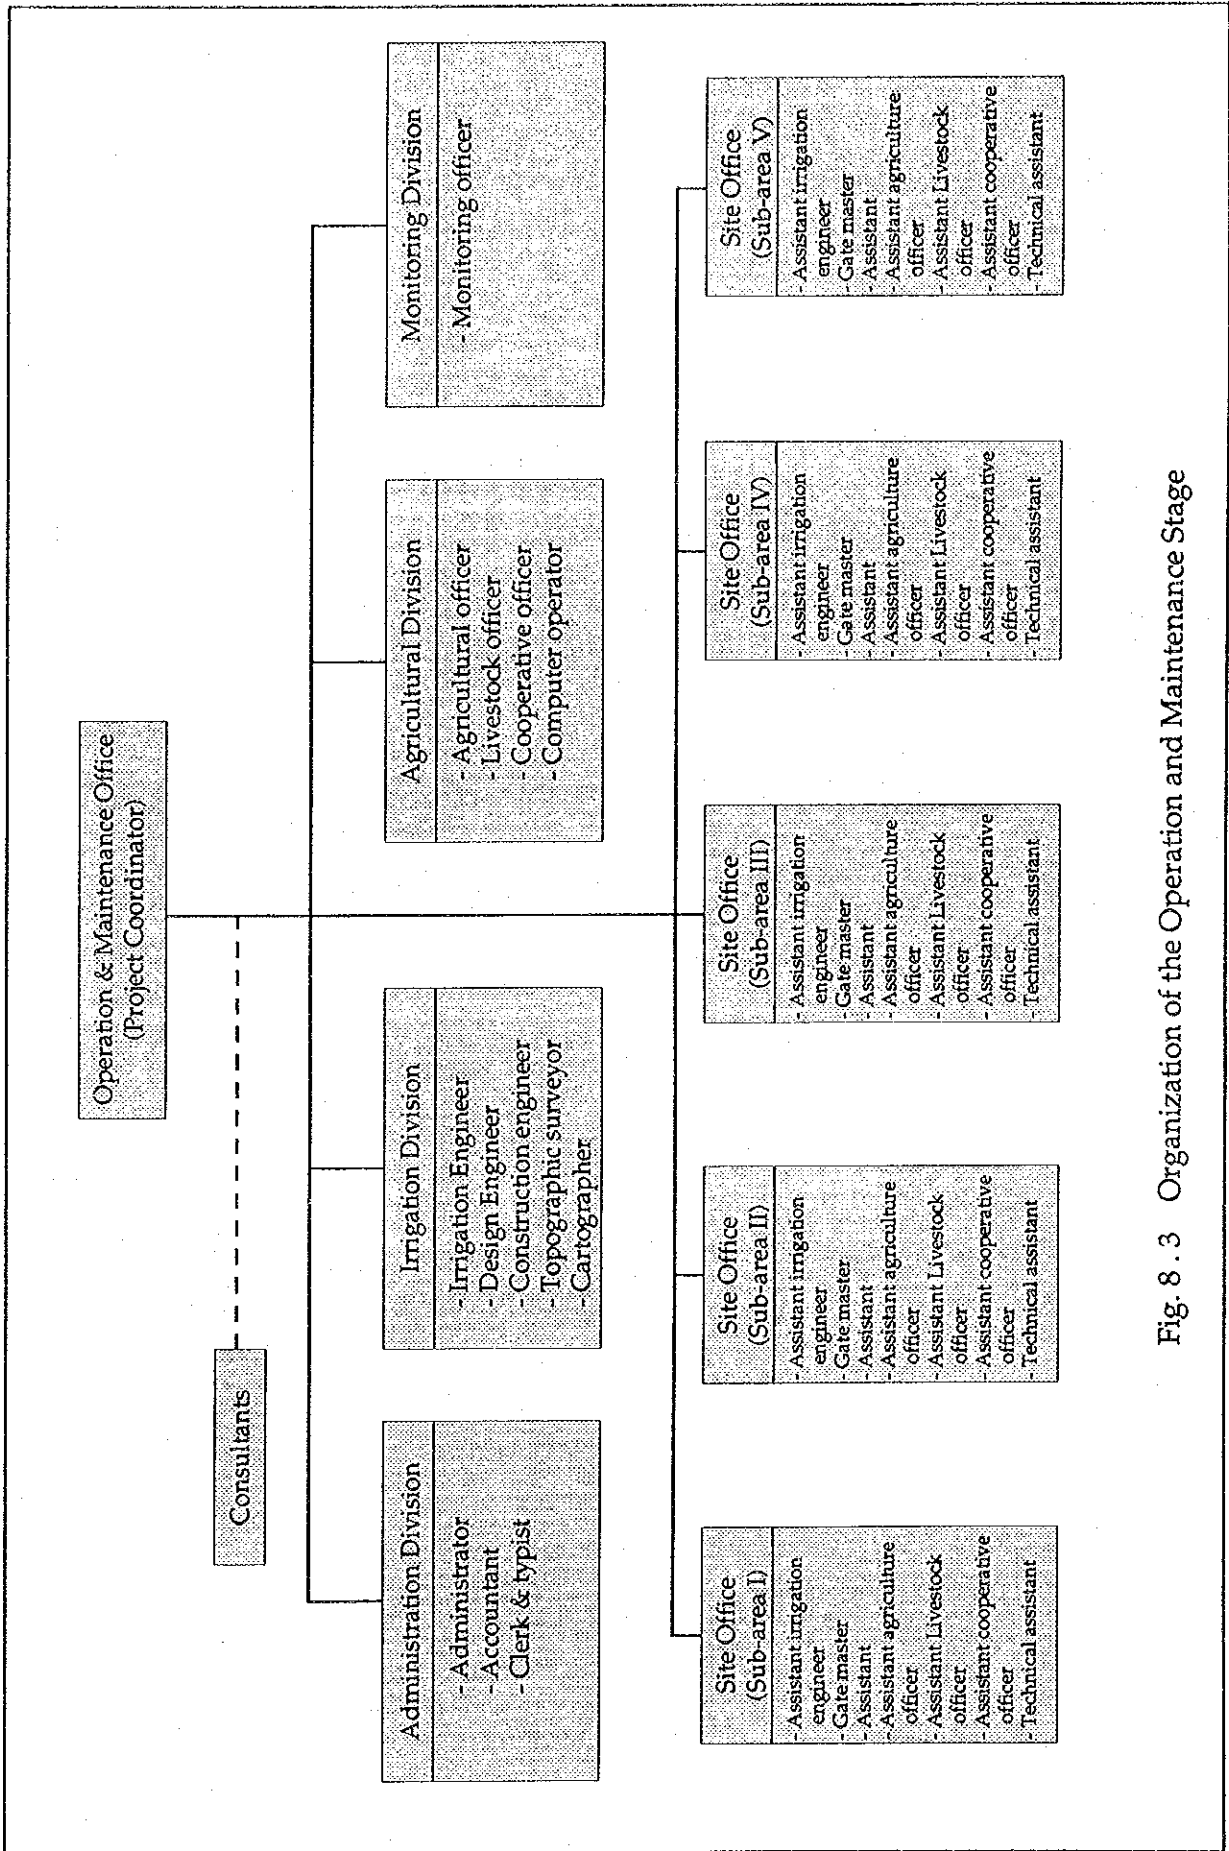 Operation & Maintenance Office
(Project Coordinator)
Consultants
Administration Division
- Administrator
- Accountant
- Clerk & typist
Irrigation Division
- Irrigation Engineer
- Design Engineer
- Construction engineer
- Topographic surveyor
- Cartographer
Agricultural Division
- Agricultural officer
- Livestock officer
- Cooperative officer
- Computer operator
Monitoring Division
- Monitoring officer
Site Office
(Sub-area I)
- Assistant irrigation
engineer
- Gate master
- Assistant
- Assistant agriculture
officer
- Assistant Livestock
officer
- Assistant cooperative
officer
- Technical assistant
Site Office
(Sub-area II)
- Assistant irrigation
engineer
- Gate master
- Assistant
- Assistant agriculture
officer
- Assistant Livestock
officer
- Assistant cooperative
officer
- Technical assistant
Site Office
(Sub-area III)
- Assistant irrigation
engineer
- Gate master
- Assistant
- Assistant agriculture
officer
- Assistant Livestock
officer
- Assistant cooperative
officer
- Technical assistant
Site Office
(Sub-area IV)
- Assistant irrigation
engineer
- Gate master
- Assistant
- Assistant agriculture
officer
- Assistant Livestock
officer
- Assistant cooperative
officer
- Technical assistant
Site Office
(Sub-area V)
- Assistant irrigation
engineer
- Gate master
- Assistant
- Assistant agriculture
officer
- Assistant Livestock
officer
- Assistant cooperative
officer
- Technical assistant
Fig. 8.3 Organization of the Operation and Maintenance Stage